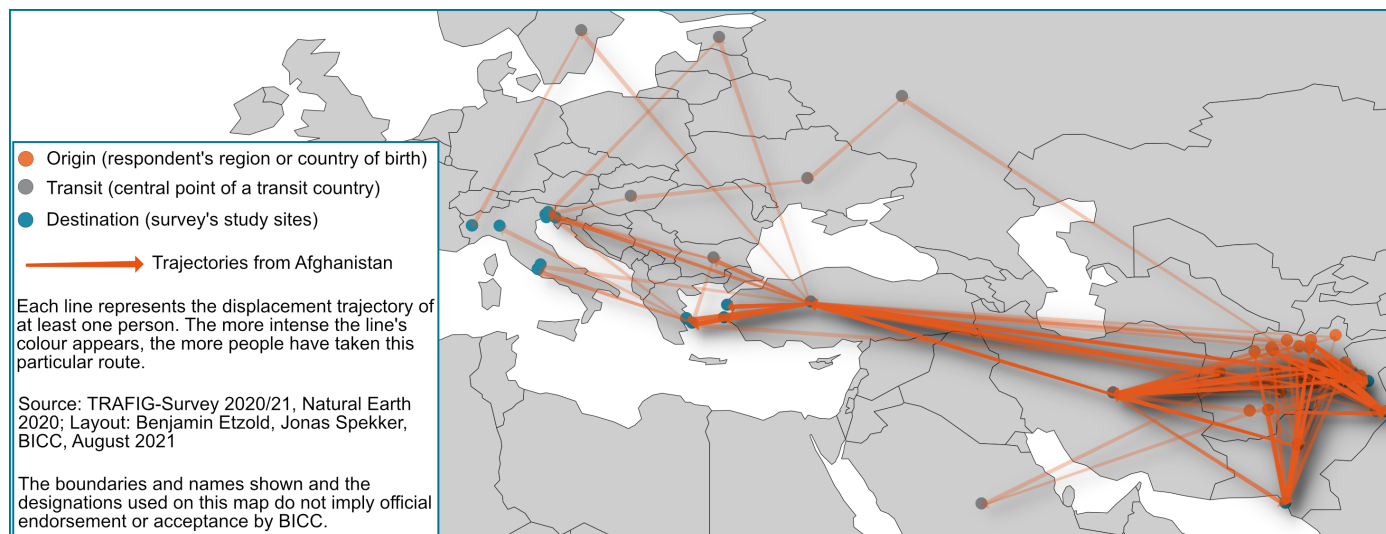 Origin (respondent's region or country of birth)
Transit (central point of a transit country)
Destination (survey's study sites)
Trajectories from Afghanistan
Each line represents the displacement trajectory of
at least one person. The more intense the line's
colour appears, the more people have taken this
particular route.
Source: TRAFIG-Survey 2020/21, Natural Earth
2020; Layout: Benjamin Etzold, Jonas Spekker,
BICC, August 2021
The boundaries and names shown and the
designations used on this map do not imply official
endorsement or acceptance by BICC.